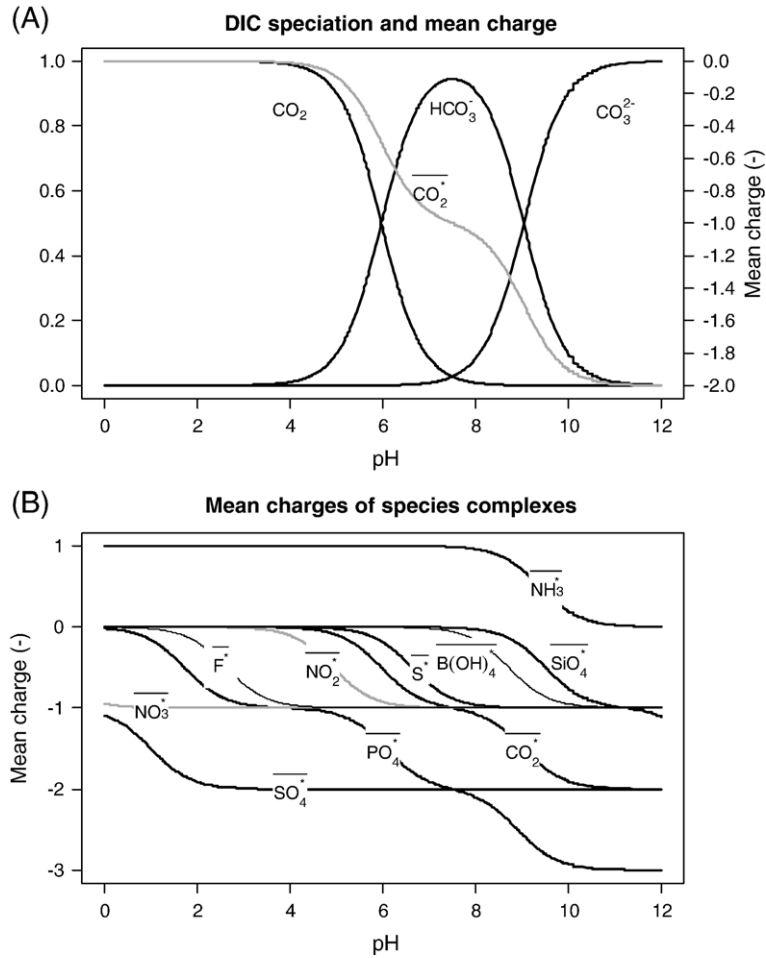 (A)
DIC speciation and mean charge
1.0
0.8
0.6
0.4
0.2
0.0
0.0
-0.2
-0.4
-0.6
-0.8
-1.0
-1.2
-1.4
-1.6
-1.8
-2.0
Mean charge (-)
CO₂
HCO₃⁻
CO₃²⁻
CO₂*
0 2 4 6 8 10 12
pH
(B)
Mean charges of species complexes
Mean charge (-)
1
0
-1
-2
-3
NH₃*
F*
NO₂*
S*
B(OH)₄*
SiO₄*
NO₃*
PO₄*
CO₂*
SO₄*
0 2 4 6 8 10 12
pH